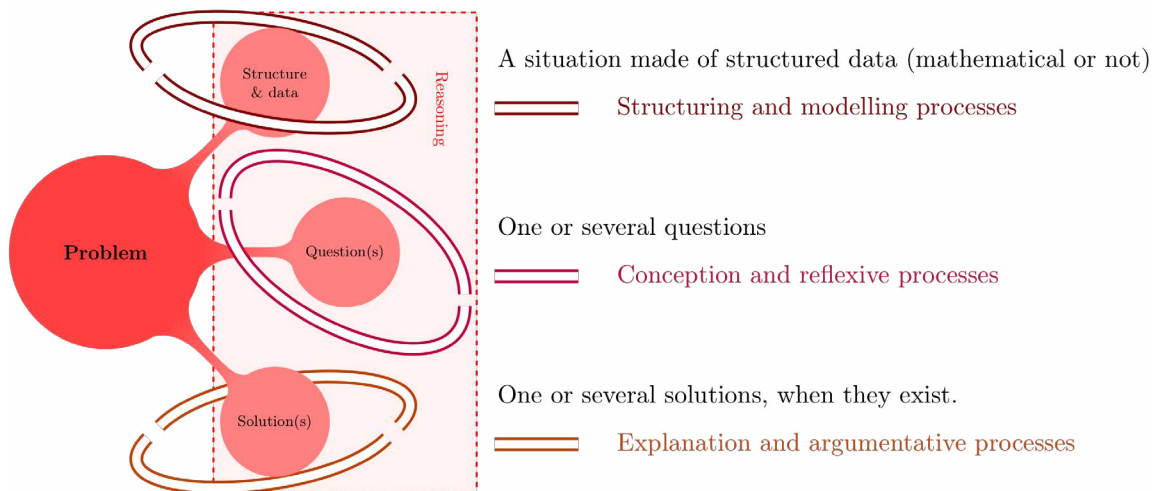 Structure
& data
Reasoning
Problem
Question(s)
Solution(s)
A situation made of structured data (mathematical or not)
Structuring and modelling processes
One or several questions
Conception and reflexive processes
One or several solutions, when they exist.
Explanation and argumentative processes